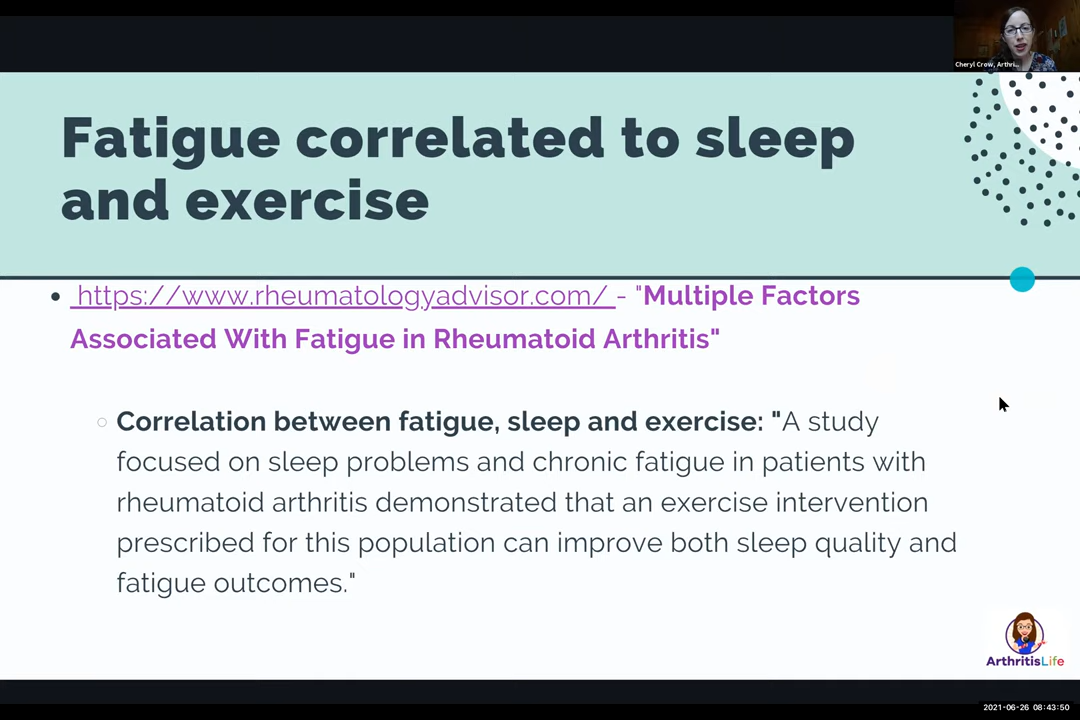 Cheryl Crow, Arthri...
Fatigue correlated to sleep
and exercise
https://www.rheumatologyadvisor.com/ - "Multiple Factors
Associated With Fatigue in Rheumatoid Arthritis"
Correlation between fatigue, sleep and exercise: "A study
focused on sleep problems and chronic fatigue in patients with
rheumatoid arthritis demonstrated that an exercise intervention
prescribed for this population can improve both sleep quality and
fatigue outcomes."
ArthritisLife
2021-06-26 08:43:50